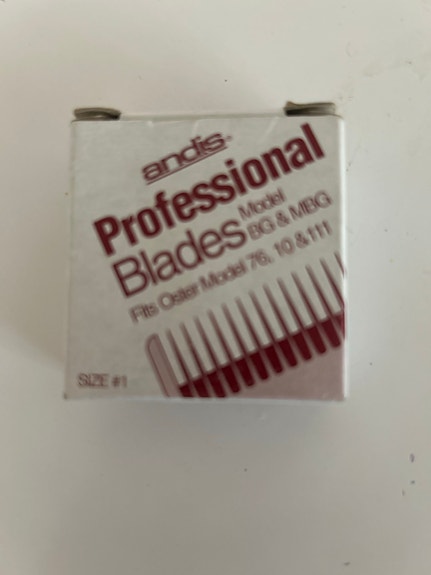 andis
Professional
Blades Model
BG & MBG
Fits Oster Model 76, 10 & 111
SIZE #1